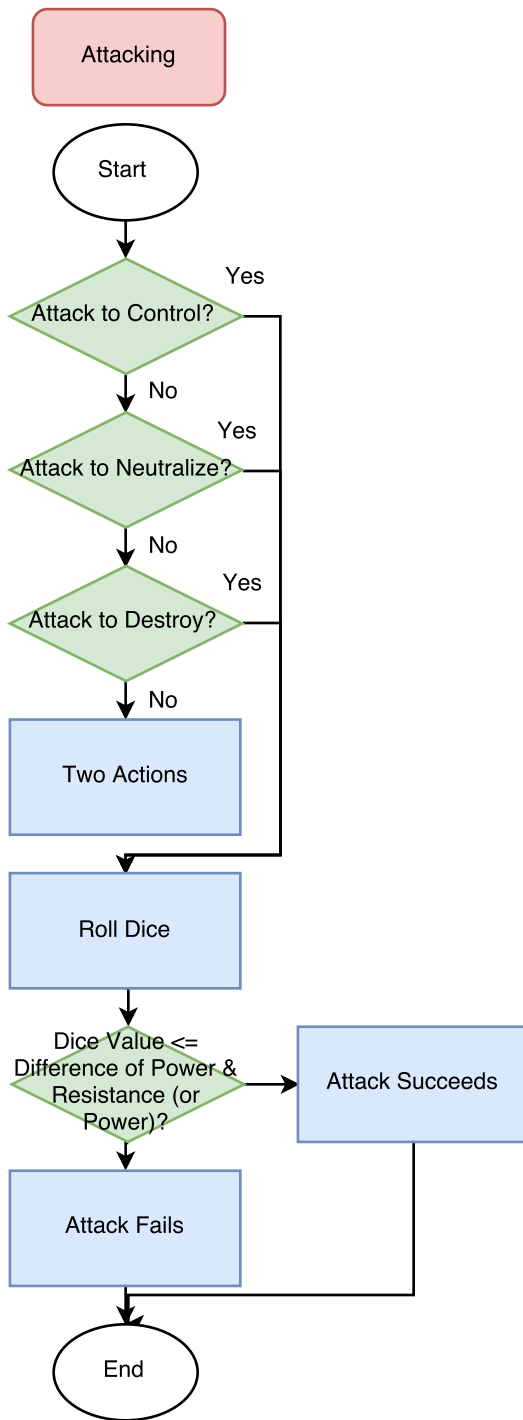 Attacking
Start
Yes
Attack to Control?
No
Yes
Attack to Neutralize?
No
Yes
Attack to Destroy?
No
Two Actions
Roll Dice
Dice Value <=
Difference of Power &
Resistance (or
Power)?
Attack Succeeds
Attack Fails
End